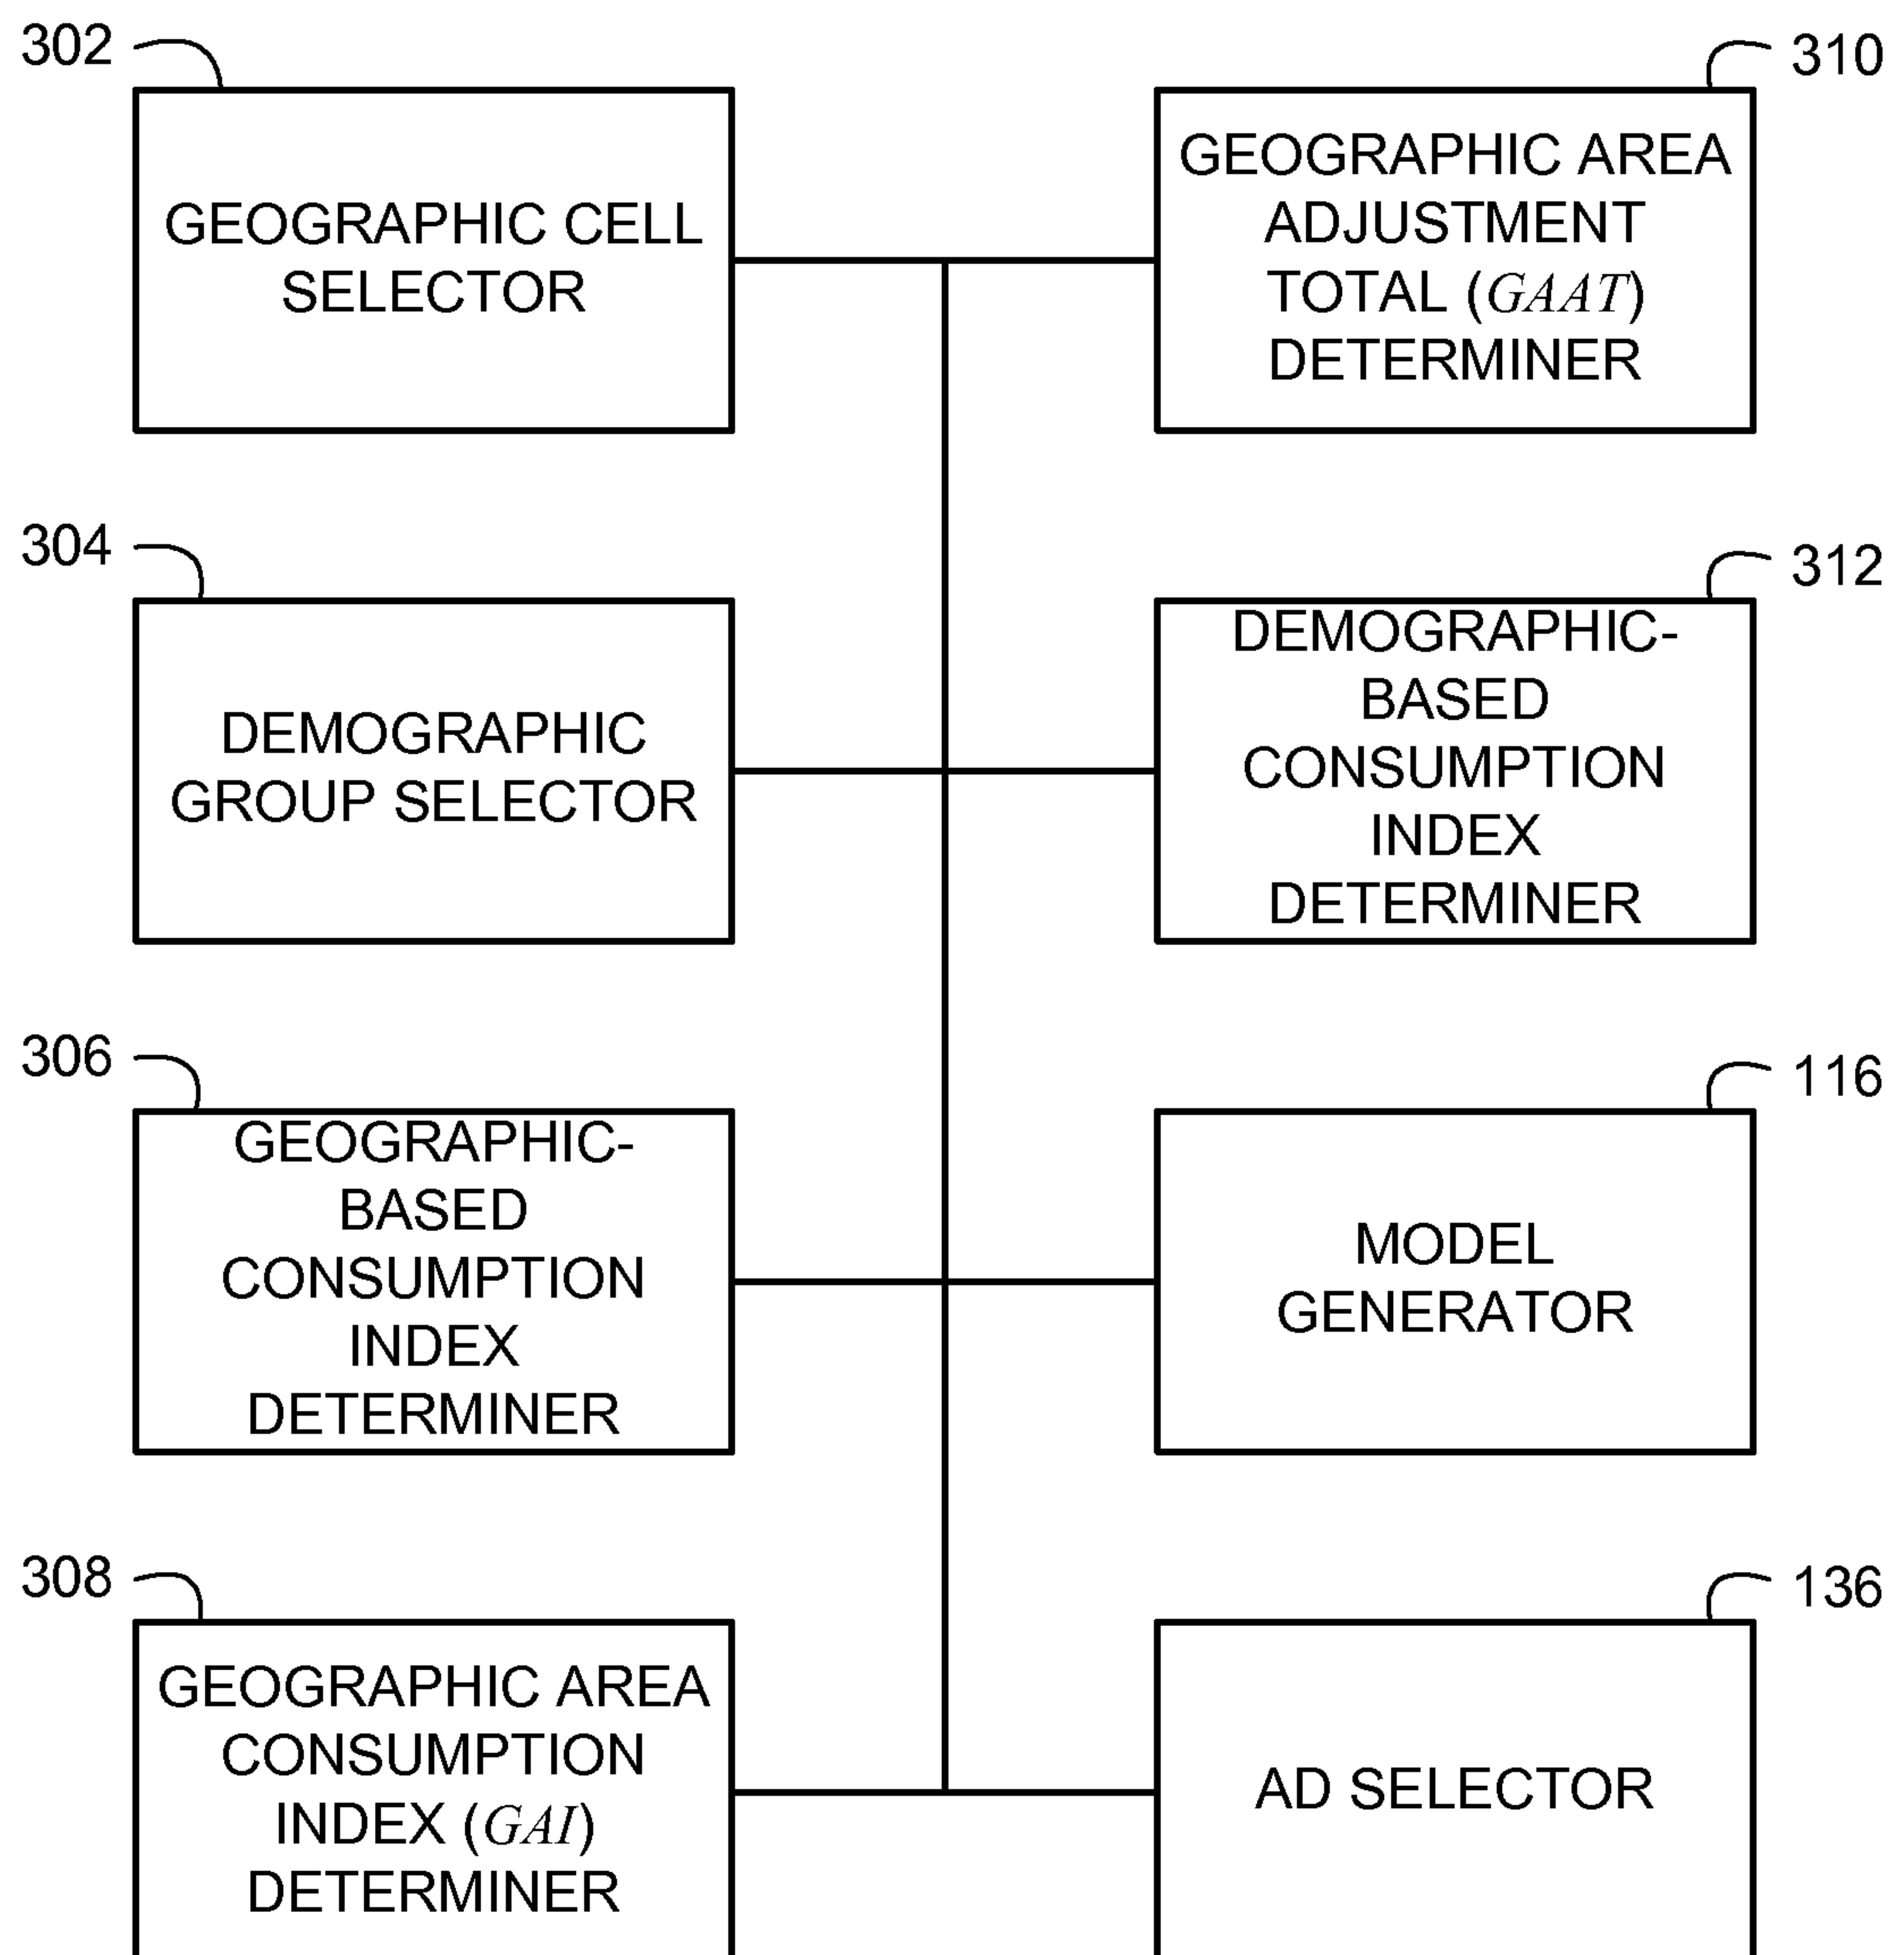 302
GEOGRAPHIC CELL
SELECTOR
310
GEOGRAPHIC AREA
ADJUSTMENT
TOTAL (GAAT)
DETERMINER
304
DEMOGRAPHIC
GROUP SELECTOR
312
DEMOGRAPHIC-
BASED
CONSUMPTION
INDEX
DETERMINER
306
GEOGRAPHIC-
BASED
CONSUMPTION
INDEX
DETERMINER
116
MODEL
GENERATOR
308
GEOGRAPHIC AREA
CONSUMPTION
INDEX (GAI)
DETERMINER
136
AD SELECTOR